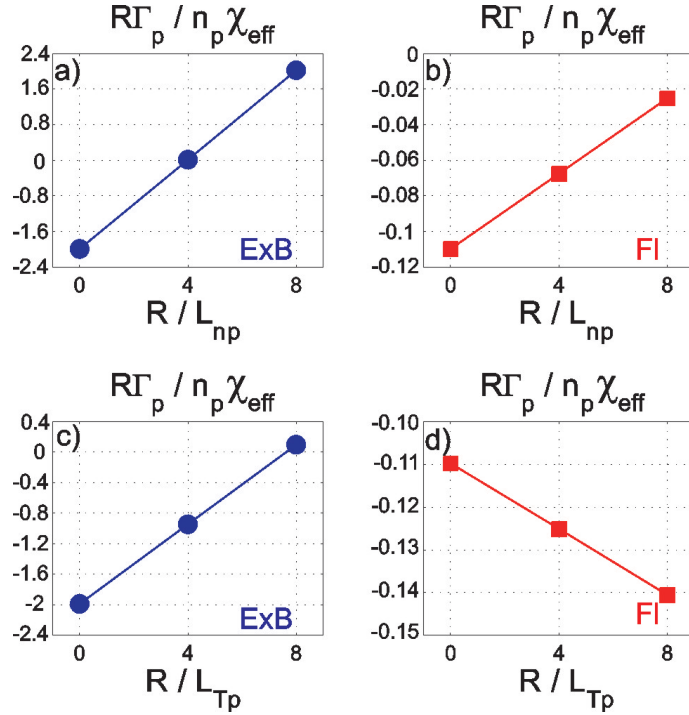 RΓp / npχeff
a)
2.4
1.6
0.8
0
-0.8
-1.6
-2.4
ExB
0 4 8
R / Lnp
RΓp / npχeff
b)
0
-0.02
-0.04
-0.06
-0.08
-0.1
-0.12
FI
0 4 8
R / Lnp
RΓp / npχeff
c)
0.4
0
-0.8
-1.2
-1.6
-2
-2.4
ExB
0 4 8
R / LTp
RΓp / npχeff
d)
-0.10
-0.11
-0.12
-0.13
-0.14
-0.15
FI
0 4 8
R / LTp